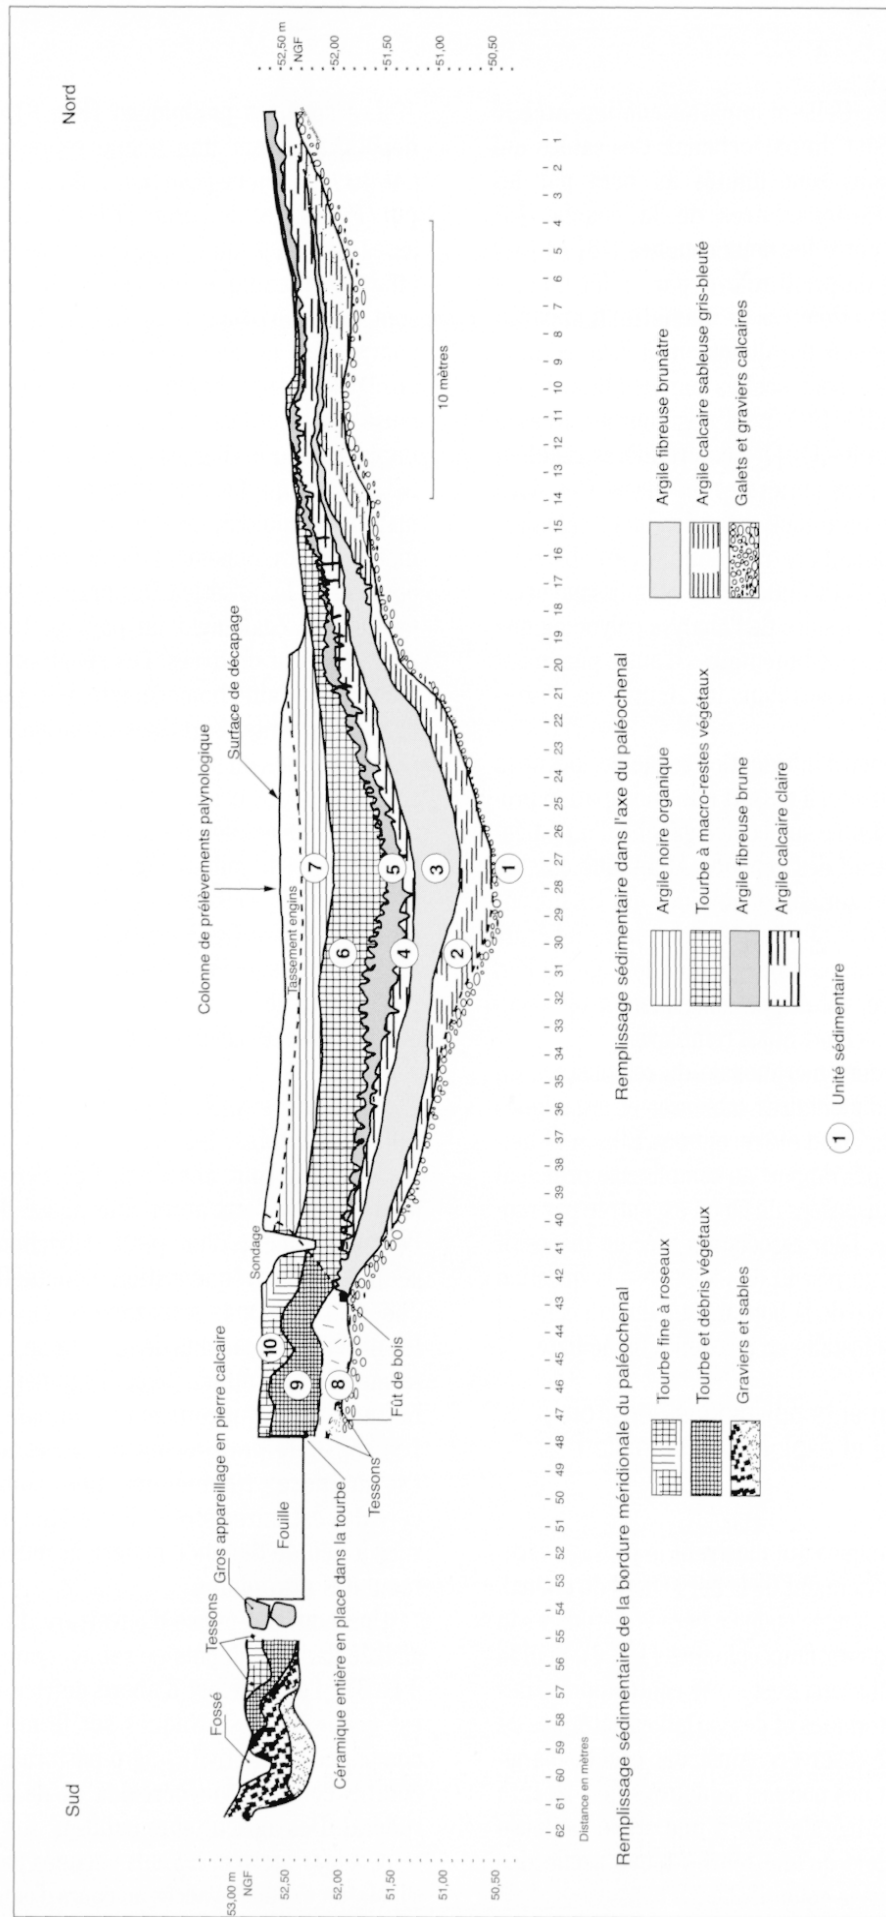 Sud
Nord
53,00 m
NGF
52,50
52,00
51,50
51,00
50,50
52,50 m
NGF
52,00
51,50
51,00
50,50
Fossé
Tessons
Gros appareillage en pierre calcaire
Fouille
Céramique entière en place dans la tourbe
Tessons
Fût de bois
Sondage
Colonne de prélèvements palynologique
Surface de décapage
Tassement engins
10
9
8
7
6
5
4
3
2
1
10 mètres
62 61 60 59 58 57 56 55 54 53 52 51 50 49 48 47 46 45 44 43 42 41 40 39 38 37 36 35 34 33 32 31 30 29 28 27 26 25 24 23 22 21 20 19 18 17 16 15 14 13 12 11 10 9 8 7 6 5 4 3 2 1
Distance en mètres
Remplissage sédimentaire de la bordure méridionale du paléochenal
Tourbe fine à roseaux
Tourbe et débris végétaux
Graviers et sables
Remplissage sédimentaire dans l'axe du paléochenal
Argile noire organique
Tourbe à macro-restes végétaux
Argile fibreuse brune
Argile calcaire claire
Argile fibreuse brunâtre
Argile calcaire sableuse gris-bleuté
Galets et graviers calcaires
1 Unité sédimentaire